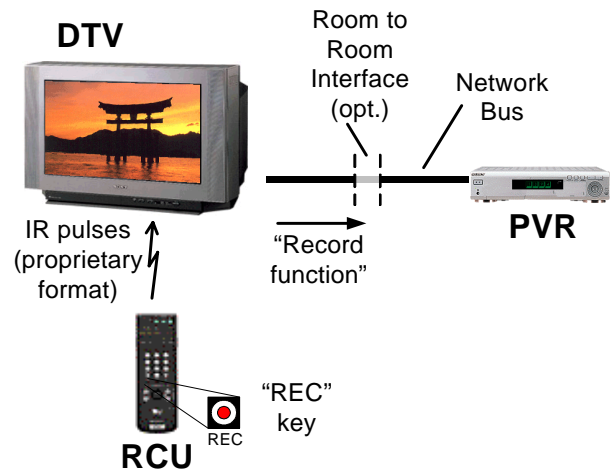 DTV
Room to
Room
Interface
(opt.)
Network
Bus
PVR
"Record
function"
IR pulses
(proprietary
format)
"REC"
key
REC
RCU